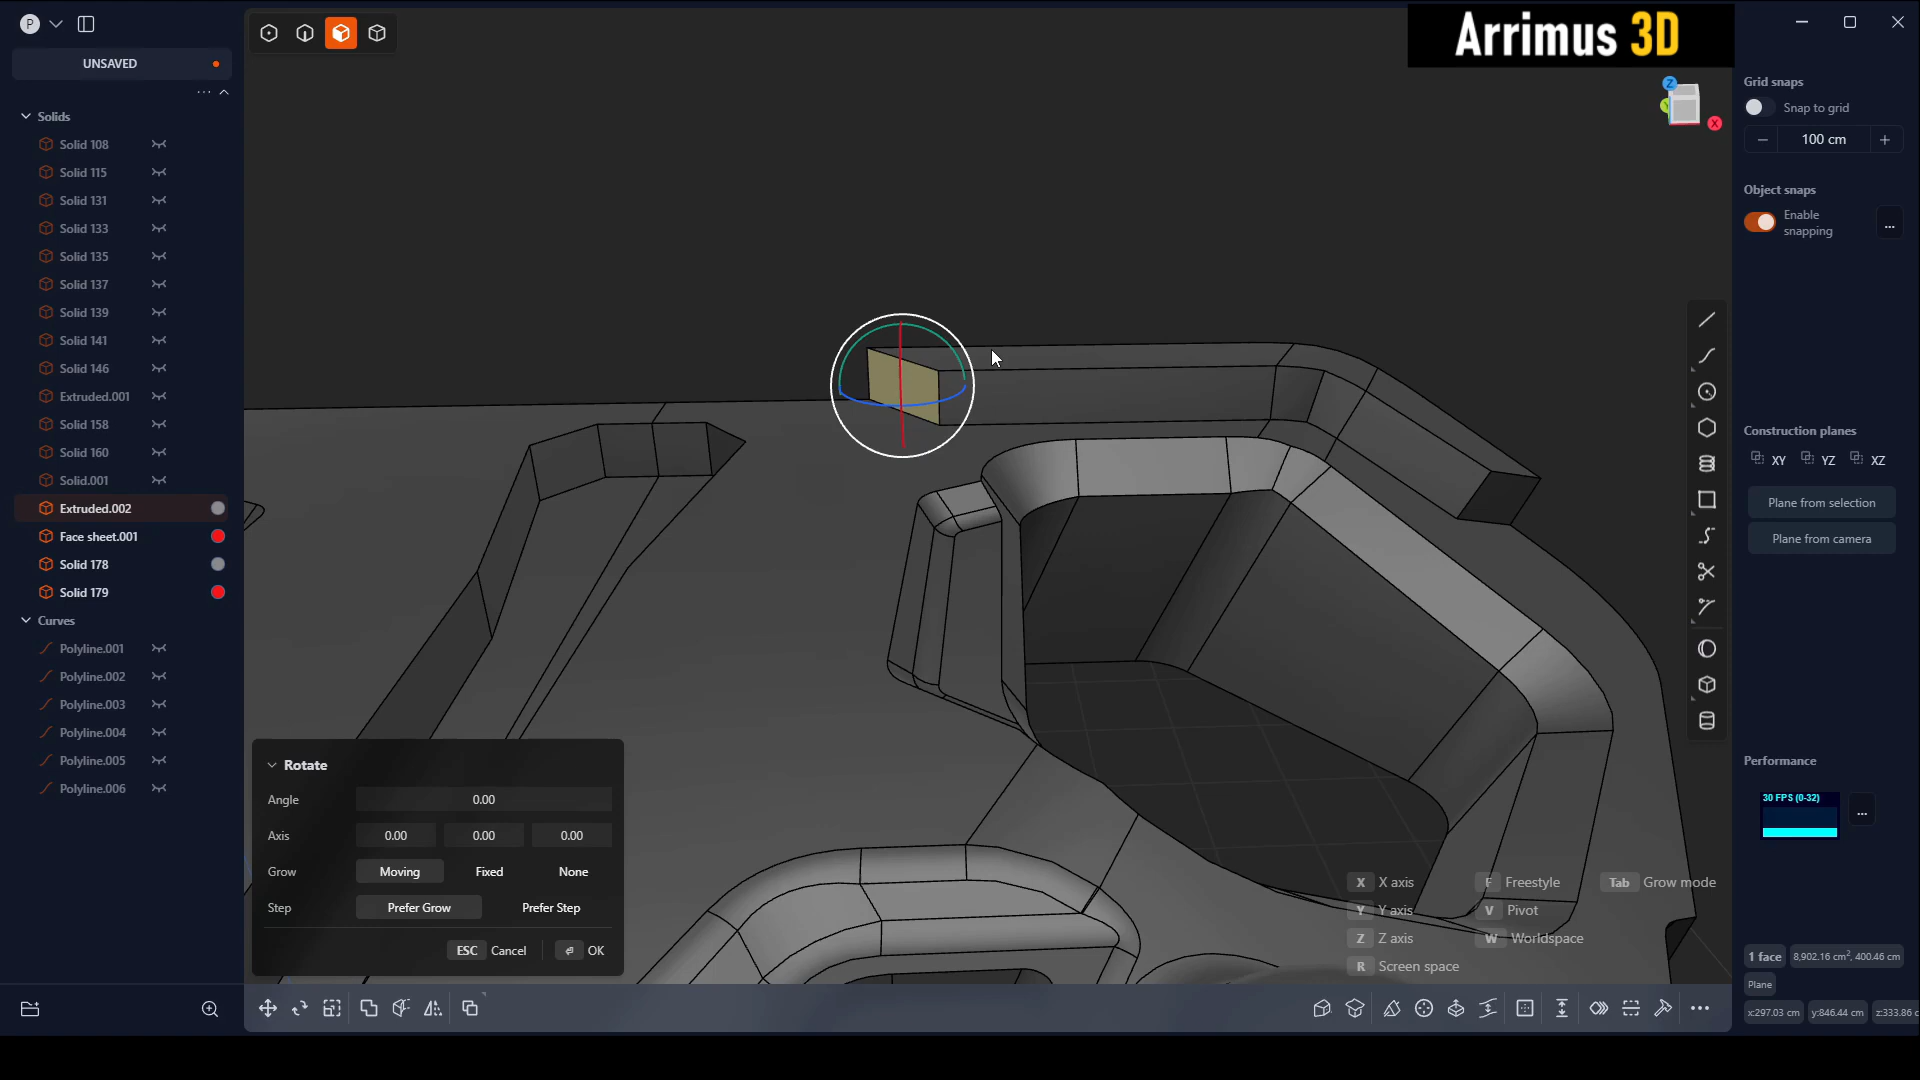 P
UNSAVED
...
Solids
Solid 108
Solid 115
Solid 131
Solid 133
Solid 135
Solid 137
Solid 139
Solid 141
Solid 146
Extruded.001
Solid 158
Solid 160
Solid.001
Extruded.002
Face sheet.001
Solid 178
Solid 179
Curves
Polyline.001
Polyline.002
Polyline.003
Polyline.004
Polyline.005
Polyline.006
Arrimus 3D
Z
X
Rotate
Angle 0.00
Axis 0.00 0.00 0.00
Grow Moving Fixed None
Step Prefer Grow Prefer Step
ESC Cancel OK
X X axis F Freestyle Tab Grow mode
Y Y axis V Pivot
Z Z axis W Worldspace
R Screen space
Grid snaps
Snap to grid
100 cm
Object snaps
Enable
snapping
...
Construction planes
XY YZ XZ
Plane from selection
Plane from camera
Performance
30 FPS (0-32)
...
1 face 8,902.16 cm², 400.46 cm
Plane
x:297.03 cm y:846.44 cm z:333.86 c